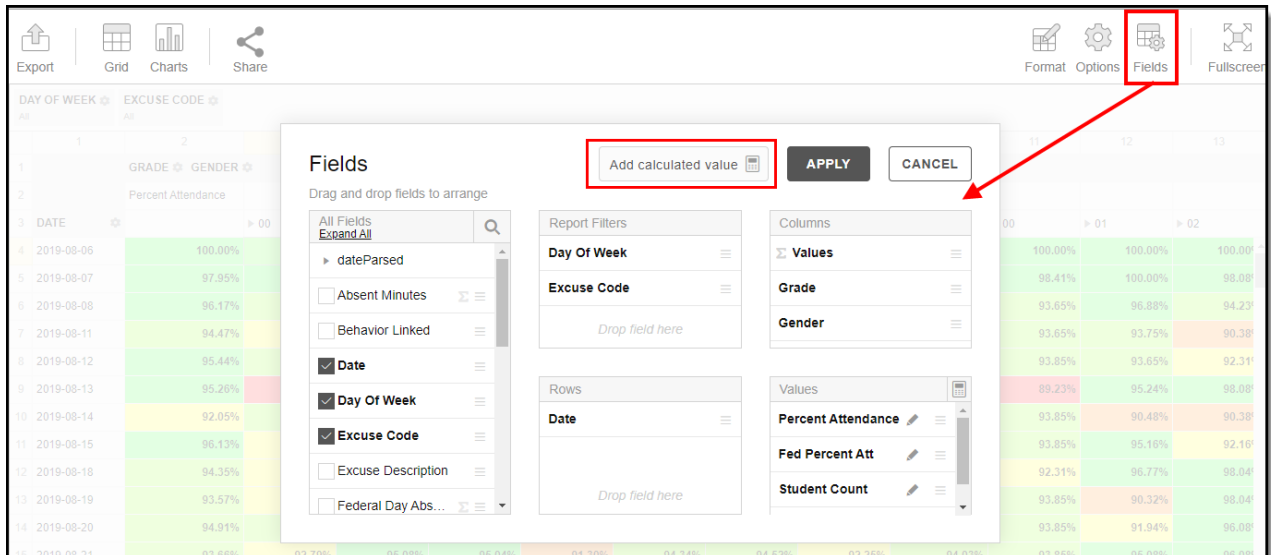 Export Grid Charts Share Format Options Fields Fullscreen
DAY OF WEEK EXCUSE CODE
All All
1 2 11 12 13
1 GRADE GENDER
2 Percent Attendance
3 DATE 00 00 01 02
4 2019-08-06 100.00% 100.00% 100.00% 100.00%
5 2019-08-07 97.95% 98.41% 100.00% 98.08%
6 2019-08-08 96.17% 93.65% 96.88% 94.23%
7 2019-08-11 94.47% 93.65% 93.75% 90.38%
8 2019-08-12 95.44% 93.85% 93.65% 92.31%
9 2019-08-13 95.26% 89.23% 95.24% 98.08%
10 2019-08-14 92.05% 93.85% 90.48% 90.38%
11 2019-08-15 96.13% 93.85% 95.16% 92.16%
12 2019-08-18 94.35% 92.31% 96.77% 98.04%
13 2019-08-19 93.57% 93.85% 90.32% 98.04%
14 2019-08-20 94.91% 93.85% 91.94% 96.08%
Fields
Add calculated value APPLY CANCEL
Drag and drop fields to arrange
All Fields
Expand All
dateParsed
Absent Minutes
Behavior Linked
Date
Day Of Week
Excuse Code
Excuse Description
Federal Day Abs...
Report Filters
Day Of Week
Excuse Code
Drop field here
Columns
Σ Values
Grade
Gender
Rows
Date
Drop field here
Values
Percent Attendance
Fed Percent Att
Student Count